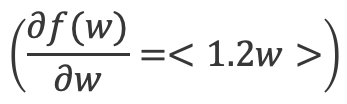 (∂f(w)/∂w =< 1.2w >)